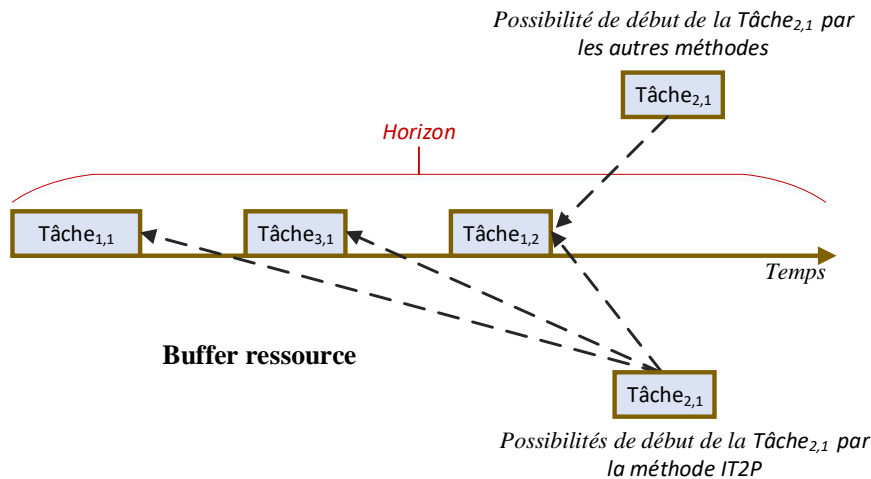 Possibilité de début de la Tâche2,1 par
les autres méthodes
Tâche2,1
Horizon
Tâche1,1
Tâche3,1
Tâche1,2
Temps
Buffer ressource
Tâche2,1
Possibilités de début de la Tâche2,1 par
la méthode IT2P